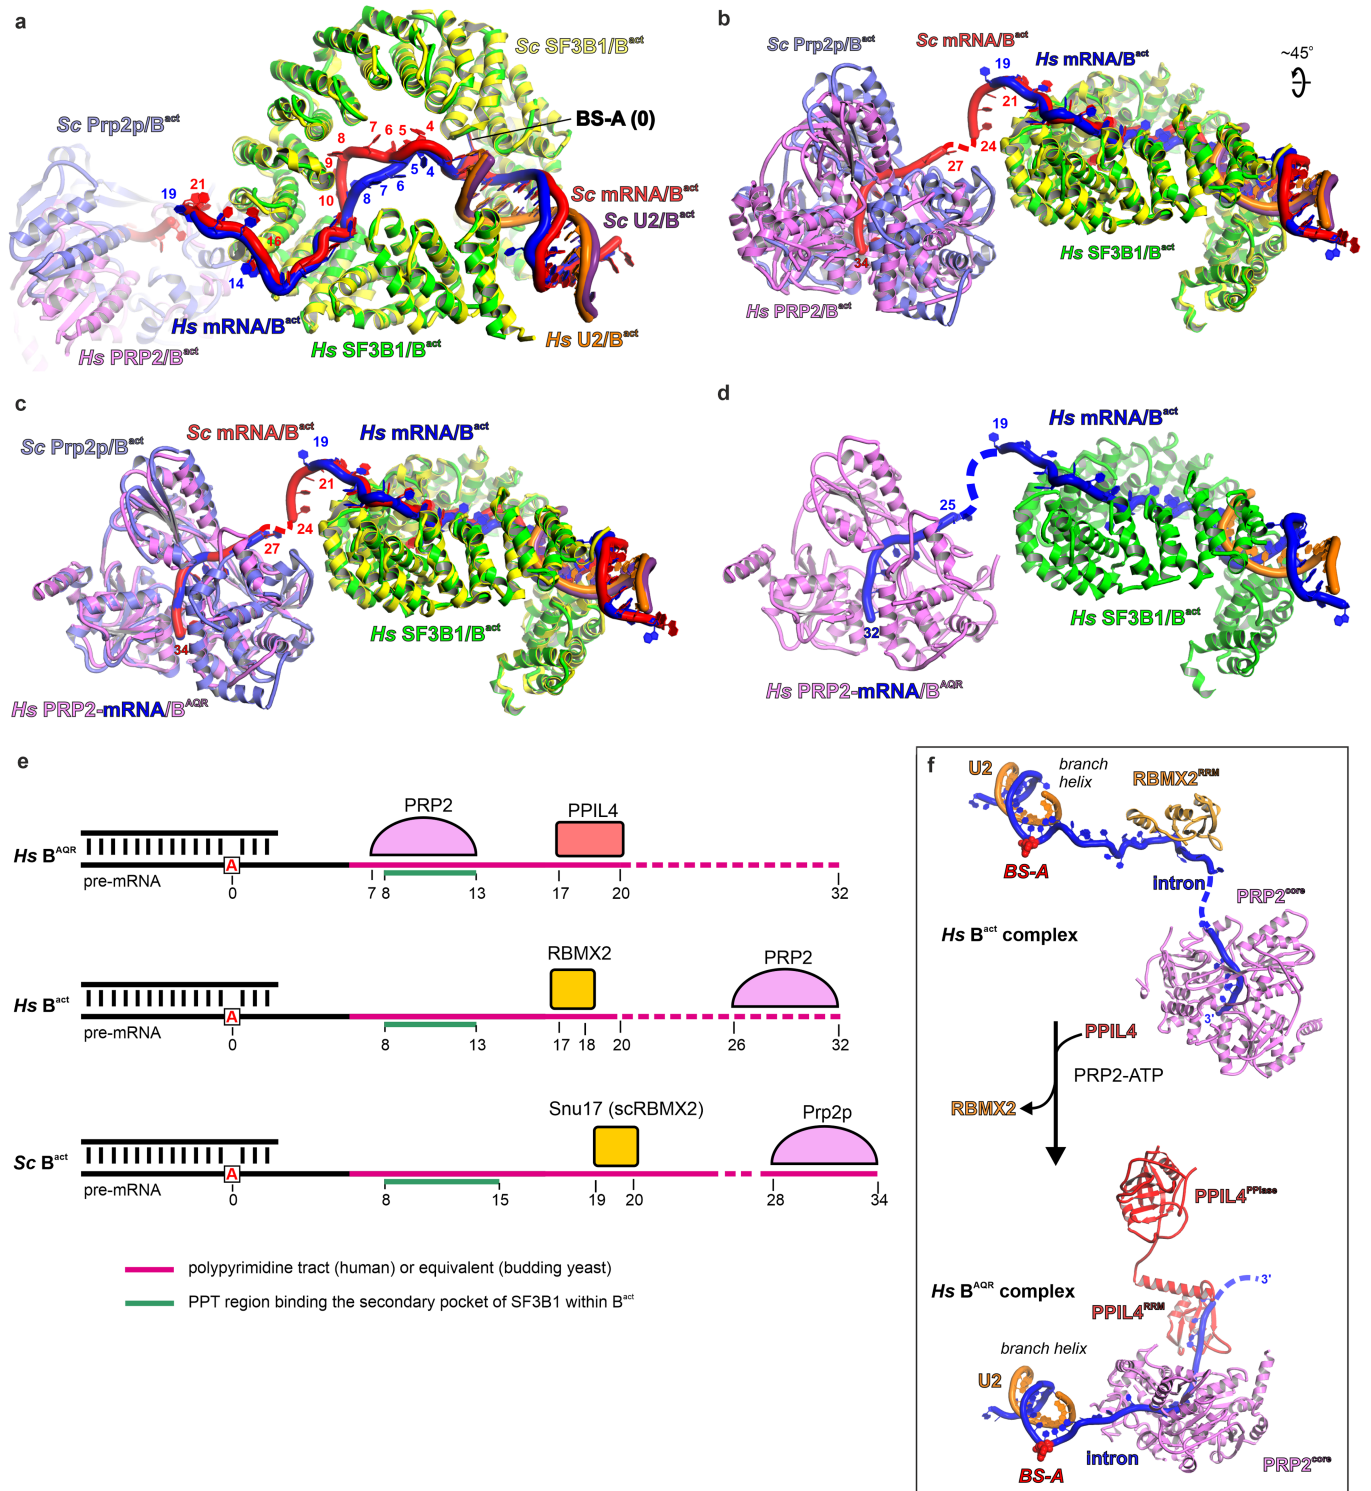 a
Sc SF3B1/Bact
Sc Prp2p/Bact
BS-A (0)
4
5
6
7
8
9
10
16
21
19
14
8
7
6
5
4
Sc mRNA/Bact
Sc U2/Bact
Hs mRNA/Bact
Hs U2/Bact
Hs PRP2/Bact
Hs SF3B1/Bact
b
Sc Prp2p/Bact
Sc mRNA/Bact
Hs mRNA/Bact
~45°
19
21
24
27
34
Hs SF3B1/Bact
Hs PRP2/Bact
c
Sc Prp2p/Bact
Sc mRNA/Bact
Hs mRNA/Bact
19
21
24
27
34
Hs SF3B1/Bact
Hs PRP2-mRNA/BAQR
d
Hs mRNA/Bact
19
25
32
Hs SF3B1/Bact
Hs PRP2-mRNA/BAQR
e
PRP2
PPIL4
Hs BAQR
A
pre-mRNA
0
7 8 13 17 20 32
RBMX2
PRP2
Hs Bact
A
pre-mRNA
0
8 13 17 18 20 26 32
Snu17 (scRBMX2)
Prp2p
Sc Bact
A
pre-mRNA
0
8 15 19 20 28 34
polypyrimidine tract (human) or equivalent (budding yeast)
PPT region binding the secondary pocket of SF3B1 within Bact
f
U2
branch
helix
RBMX2RRM
BS-A
intron
PRP2core
Hs Bact complex
3'
PPIL4
PRP2-ATP
RBMX2
PPIL4PPIase
3'
Hs BAQR complex
PPIL4RRM
branch helix
U2
BS-A
intron
PRP2core